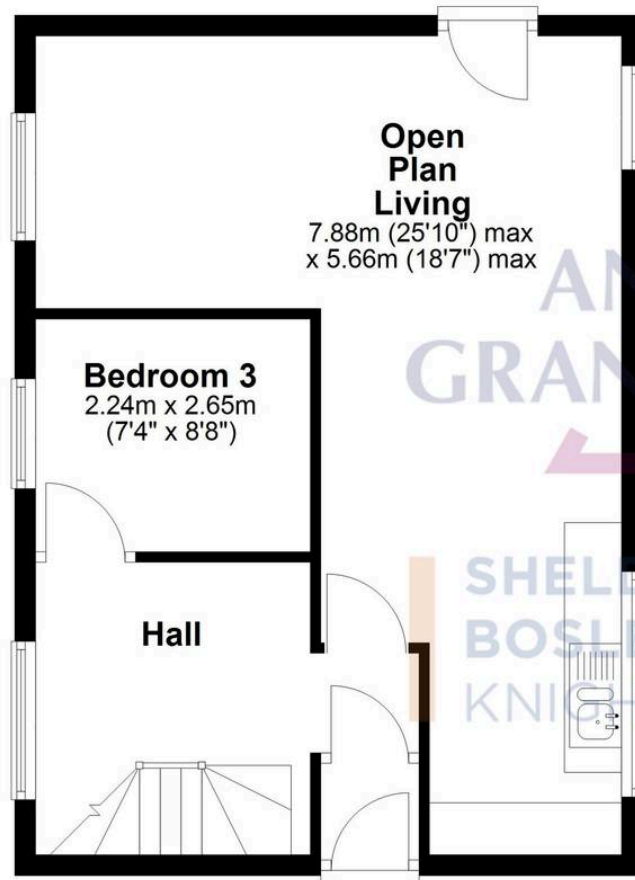 Open
Plan
Living
7.88m (25'10") max
x 5.66m (18'7") max
Bedroom 3
2.24m x 2.65m
(7'4" x 8'8")
Hall